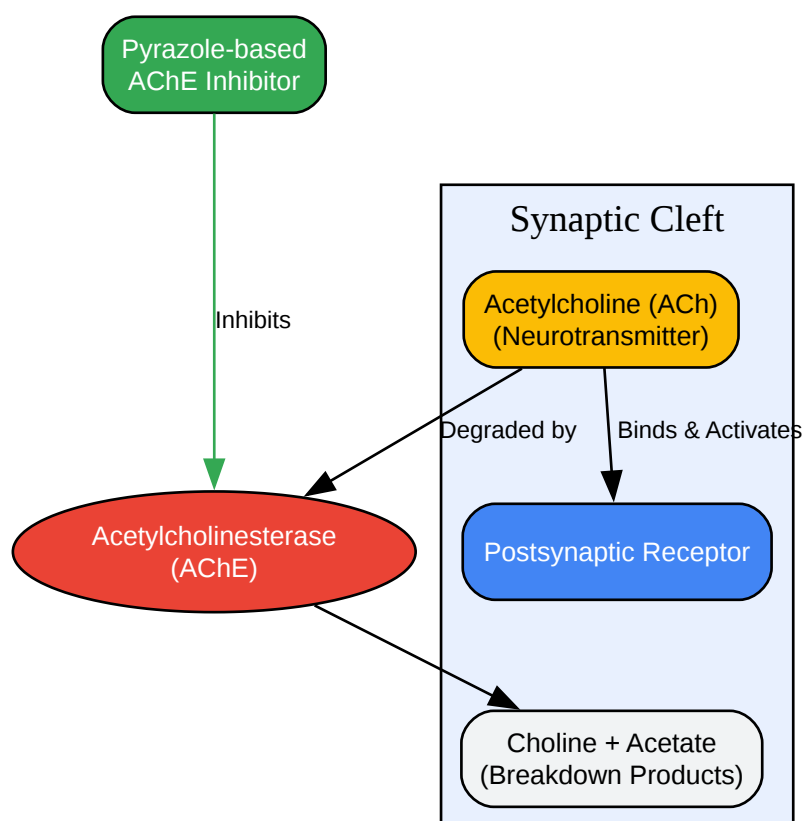 Pyrazole-based
AChE Inhibitor
Synaptic Cleft
Acetylcholine (ACh)
(Neurotransmitter)
Inhibits
Degraded by
Binds & Activates
Acetylcholinesterase
(AChE)
Postsynaptic Receptor
Choline + Acetate
(Breakdown Products)